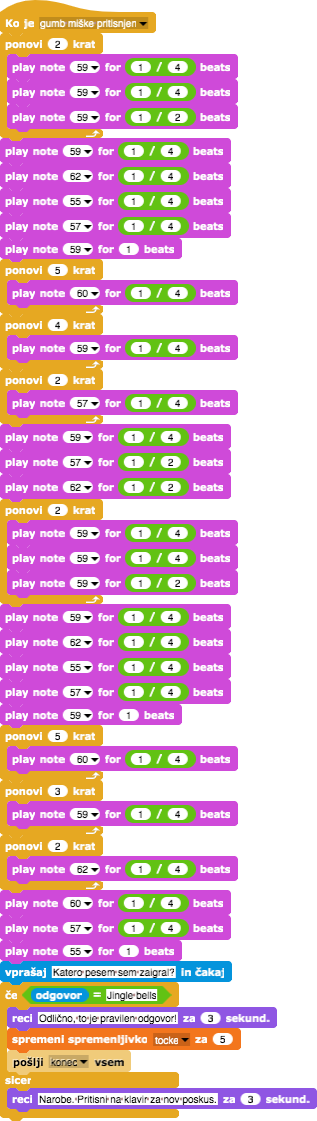 Ko je gumb miške pritisnjen
ponovi 2 krat
play note 59 for 1 / 4 beats
play note 59 for 1 / 4 beats
play note 59 for 1 / 2 beats
play note 59 for 1 / 4 beats
play note 62 for 1 / 4 beats
play note 55 for 1 / 4 beats
play note 57 for 1 / 4 beats
play note 59 for 1 beats
ponovi 5 krat
play note 60 for 1 / 4 beats
ponovi 4 krat
play note 59 for 1 / 4 beats
ponovi 2 krat
play note 57 for 1 / 4 beats
play note 59 for 1 / 4 beats
play note 57 for 1 / 2 beats
play note 62 for 1 / 2 beats
ponovi 2 krat
play note 59 for 1 / 4 beats
play note 59 for 1 / 4 beats
play note 59 for 1 / 2 beats
play note 59 for 1 / 4 beats
play note 62 for 1 / 4 beats
play note 55 for 1 / 4 beats
play note 57 for 1 / 4 beats
play note 59 for 1 beats
ponovi 5 krat
play note 60 for 1 / 4 beats
ponovi 3 krat
play note 59 for 1 / 4 beats
ponovi 2 krat
play note 62 for 1 / 4 beats
play note 60 for 1 / 4 beats
play note 57 for 1 / 4 beats
play note 55 for 1 beats
vprašaj Katero pesem sem zaigral? in čakaj
če odgovor = Jingle bells
reci Odlično, to je pravilen odgovor! za 3 sekund.
spremeni spremenljivko tocke za 5
pošlji konec vsem
sicer
reci Narobe. Pritisni na klavir za nov poskus. za 3 sekund.